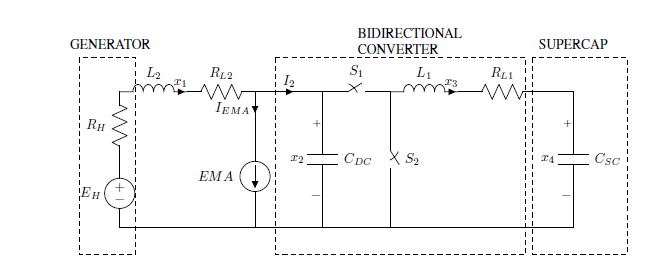 GENERATOR
BIDIRECTIONAL
CONVERTER
SUPERCAP
L2 x1 RL2
I2
S1
L1 x3 RL1
IEMA
RH
+
+
x2 CDC
S2
x4 CSC
EMA
EH
+
−
−
−